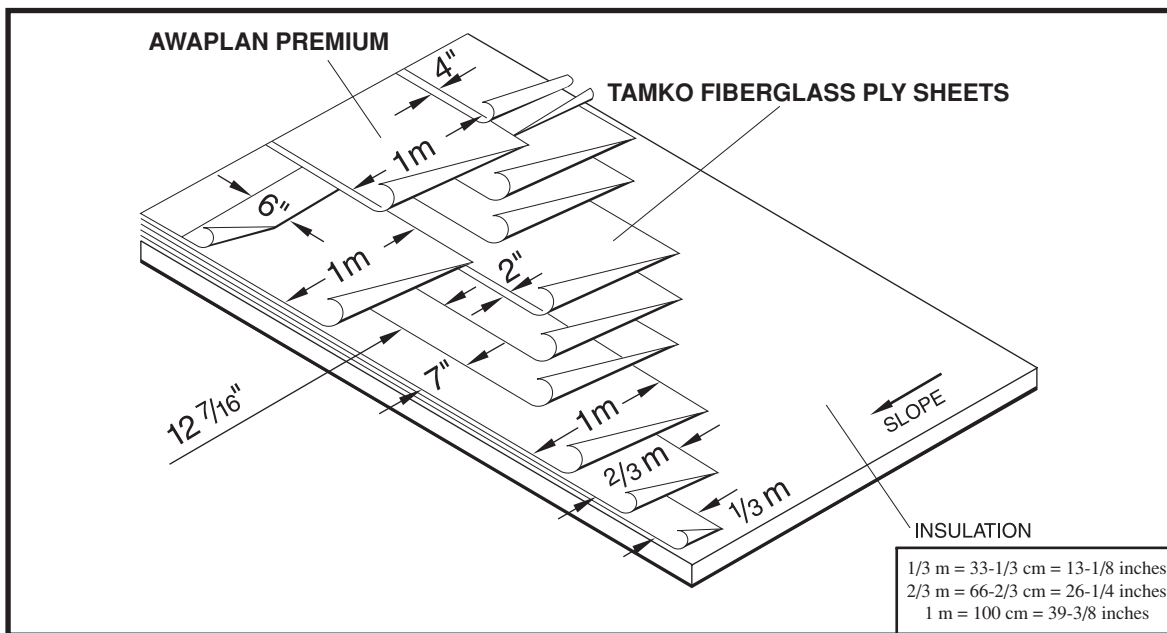 AWAPLAN PREMIUM
4"
TAMKO FIBERGLASS PLY SHEETS
1m
6"
1m
2"
7"
12 7/16"
1m
SLOPE
2/3 m
1/3 m
INSULATION
1/3 m = 33-1/3 cm = 13-1/8 inches
2/3 m = 66-2/3 cm = 26-1/4 inches
1 m = 100 cm = 39-3/8 inches